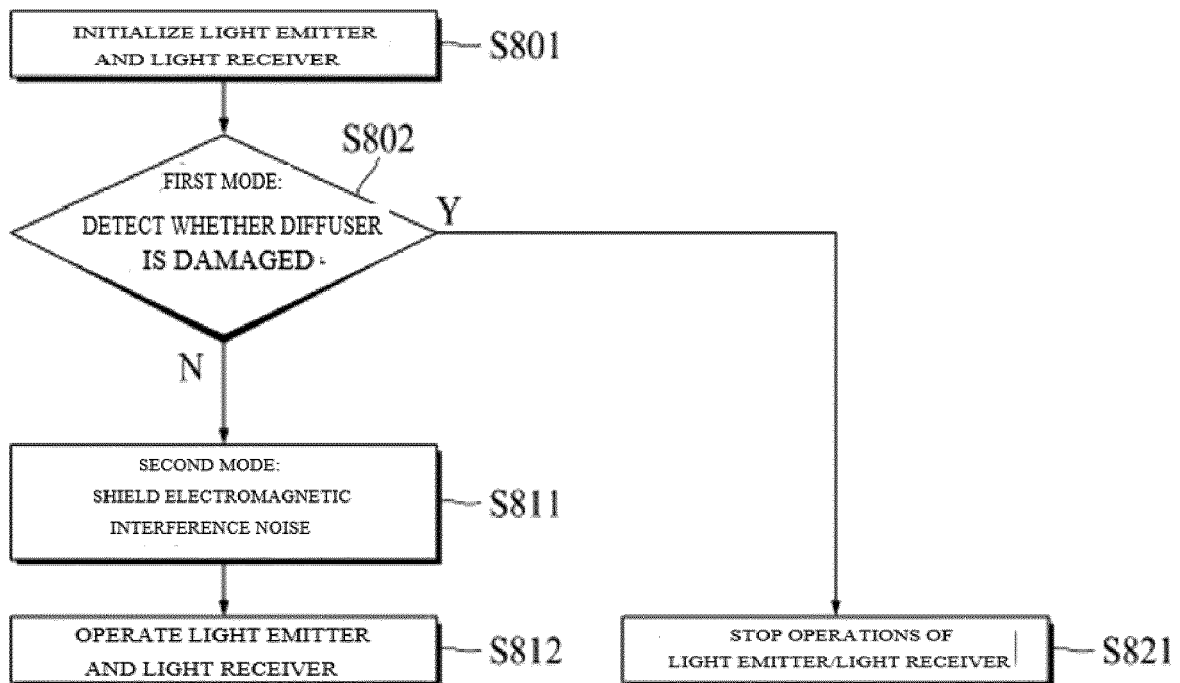 INITIALIZE LIGHT EMITTER
AND LIGHT RECEIVER
S801
S802
FIRST MODE:
DETECT WHETHER DIFFUSER
IS DAMAGED
Y
N
SECOND MODE:
SHIELD ELECTROMAGNETIC
INTERFERENCE NOISE
S811
OPERATE LIGHT EMITTER
AND LIGHT RECEIVER
S812
STOP OPERATIONS OF
LIGHT EMITTER/LIGHT RECEIVER
S821